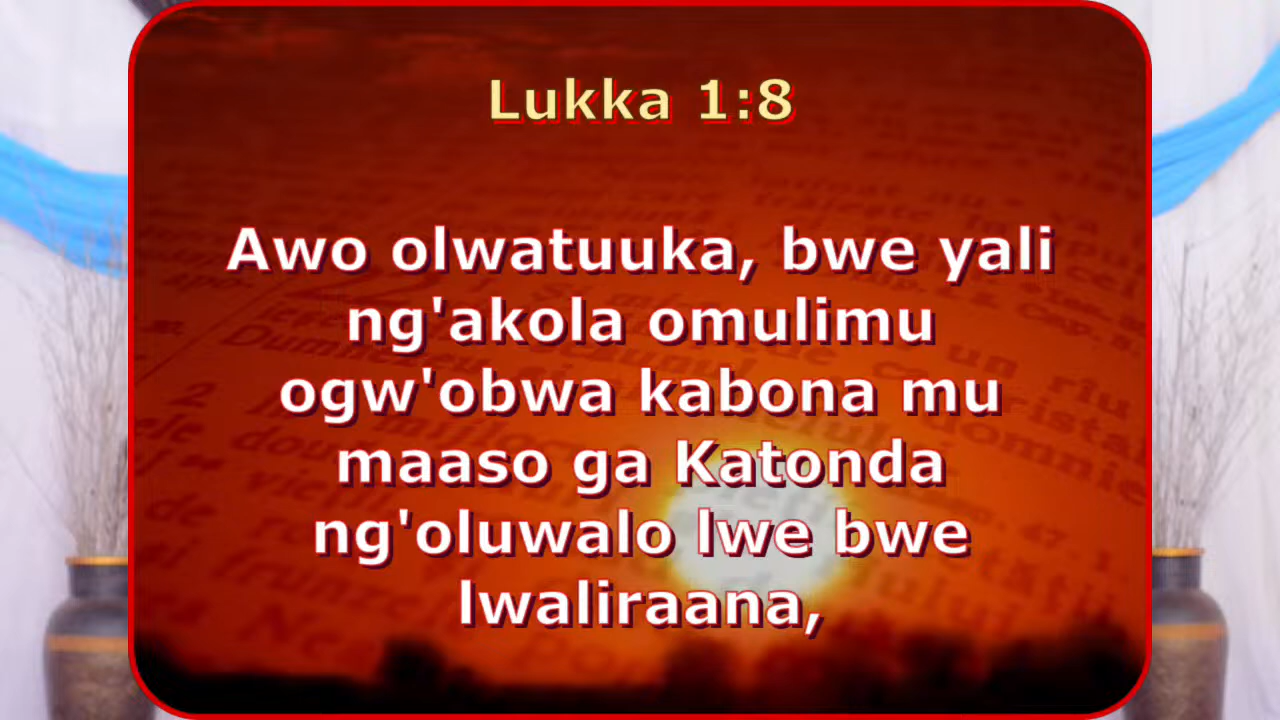 Lukka 1:8
Awo olwatuuka, bwe yali
ng'akola omulimu
ogw'obwa kabona mu
maaso ga Katonda
ng'oluwalo lwe bwe
lwaliraana,